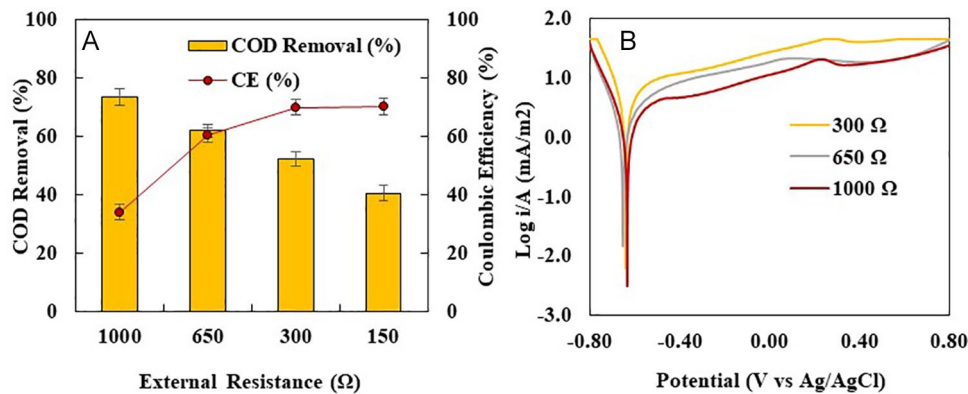 A
COD Removal (%)
CE (%)
COD Removal (%)
100
80
60
40
20
0
100
80
60
40
20
0
Coulombic Efficiency (%)
1000 650 300 150
External Resistance (Ω)
B
Log i/A (mA/m2)
2.0
1.0
0.0
-1.0
-2.0
-3.0
300 Ω
650 Ω
1000 Ω
-0.80 -0.40 0.00 0.40 0.80
Potential (V vs Ag/AgCl)